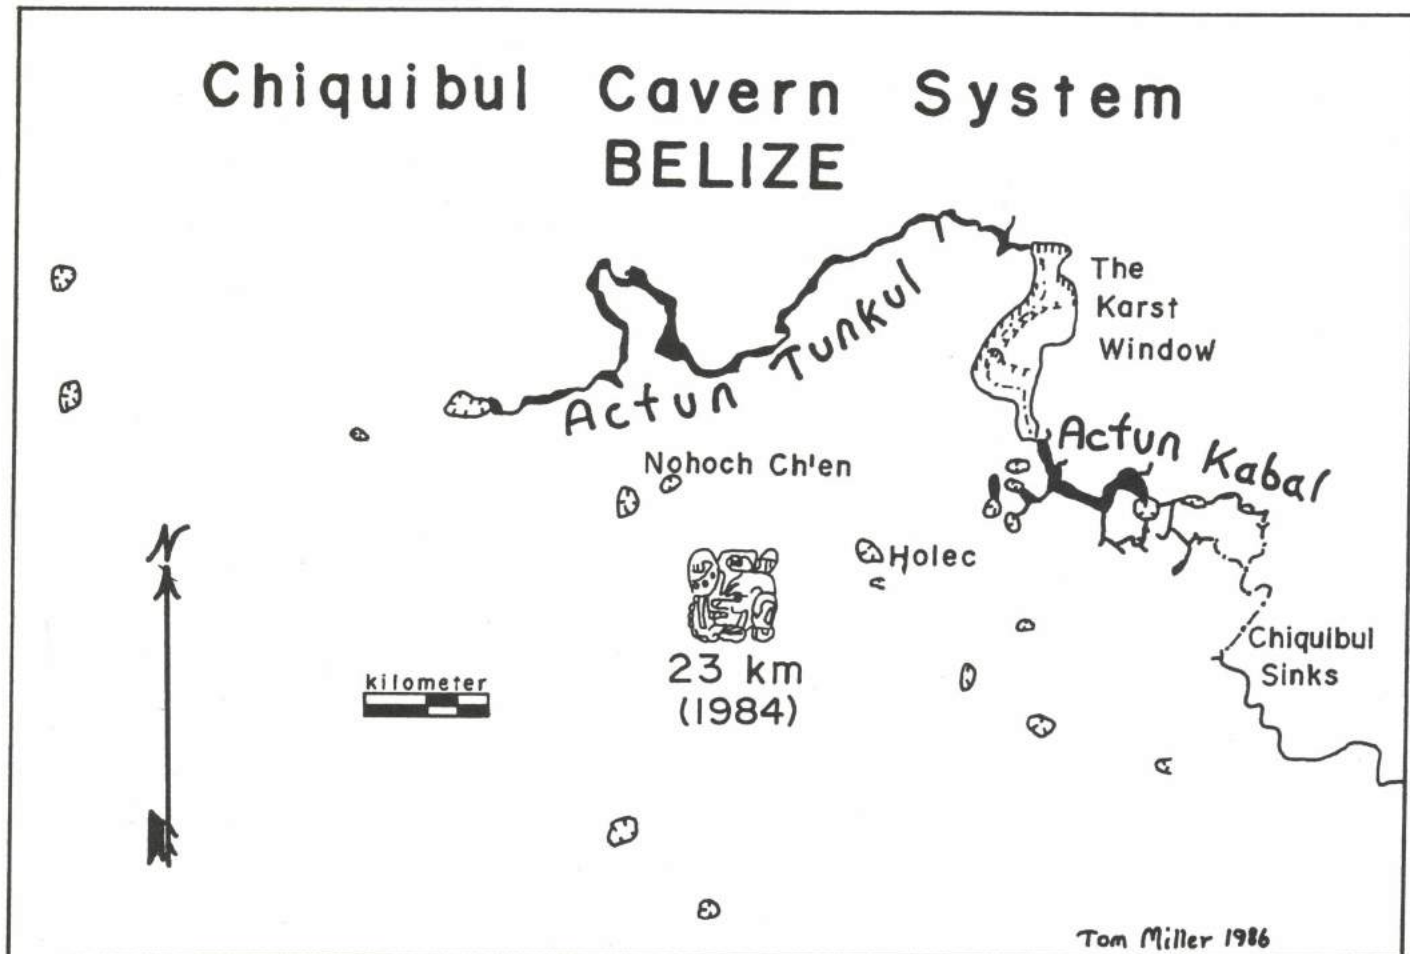 Chiquibul Cavern System
BELIZE
The
Karst
Window
Actun Tunkul
Actun Kabal
Nohoch Ch'en
N
Holec
23 km
(1984)
kilometer
Chiquibul
Sinks
Tom Miller 1986